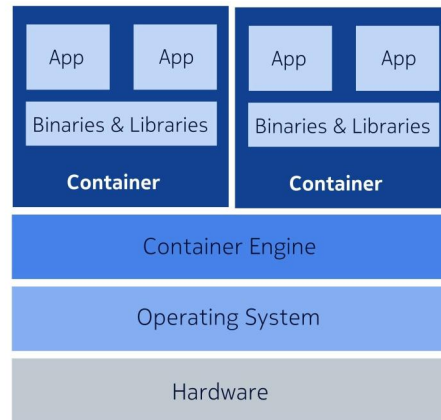 App
App
Binaries & Libraries
Container
App
App
Binaries & Libraries
Container
Container Engine
Operating System
Hardware